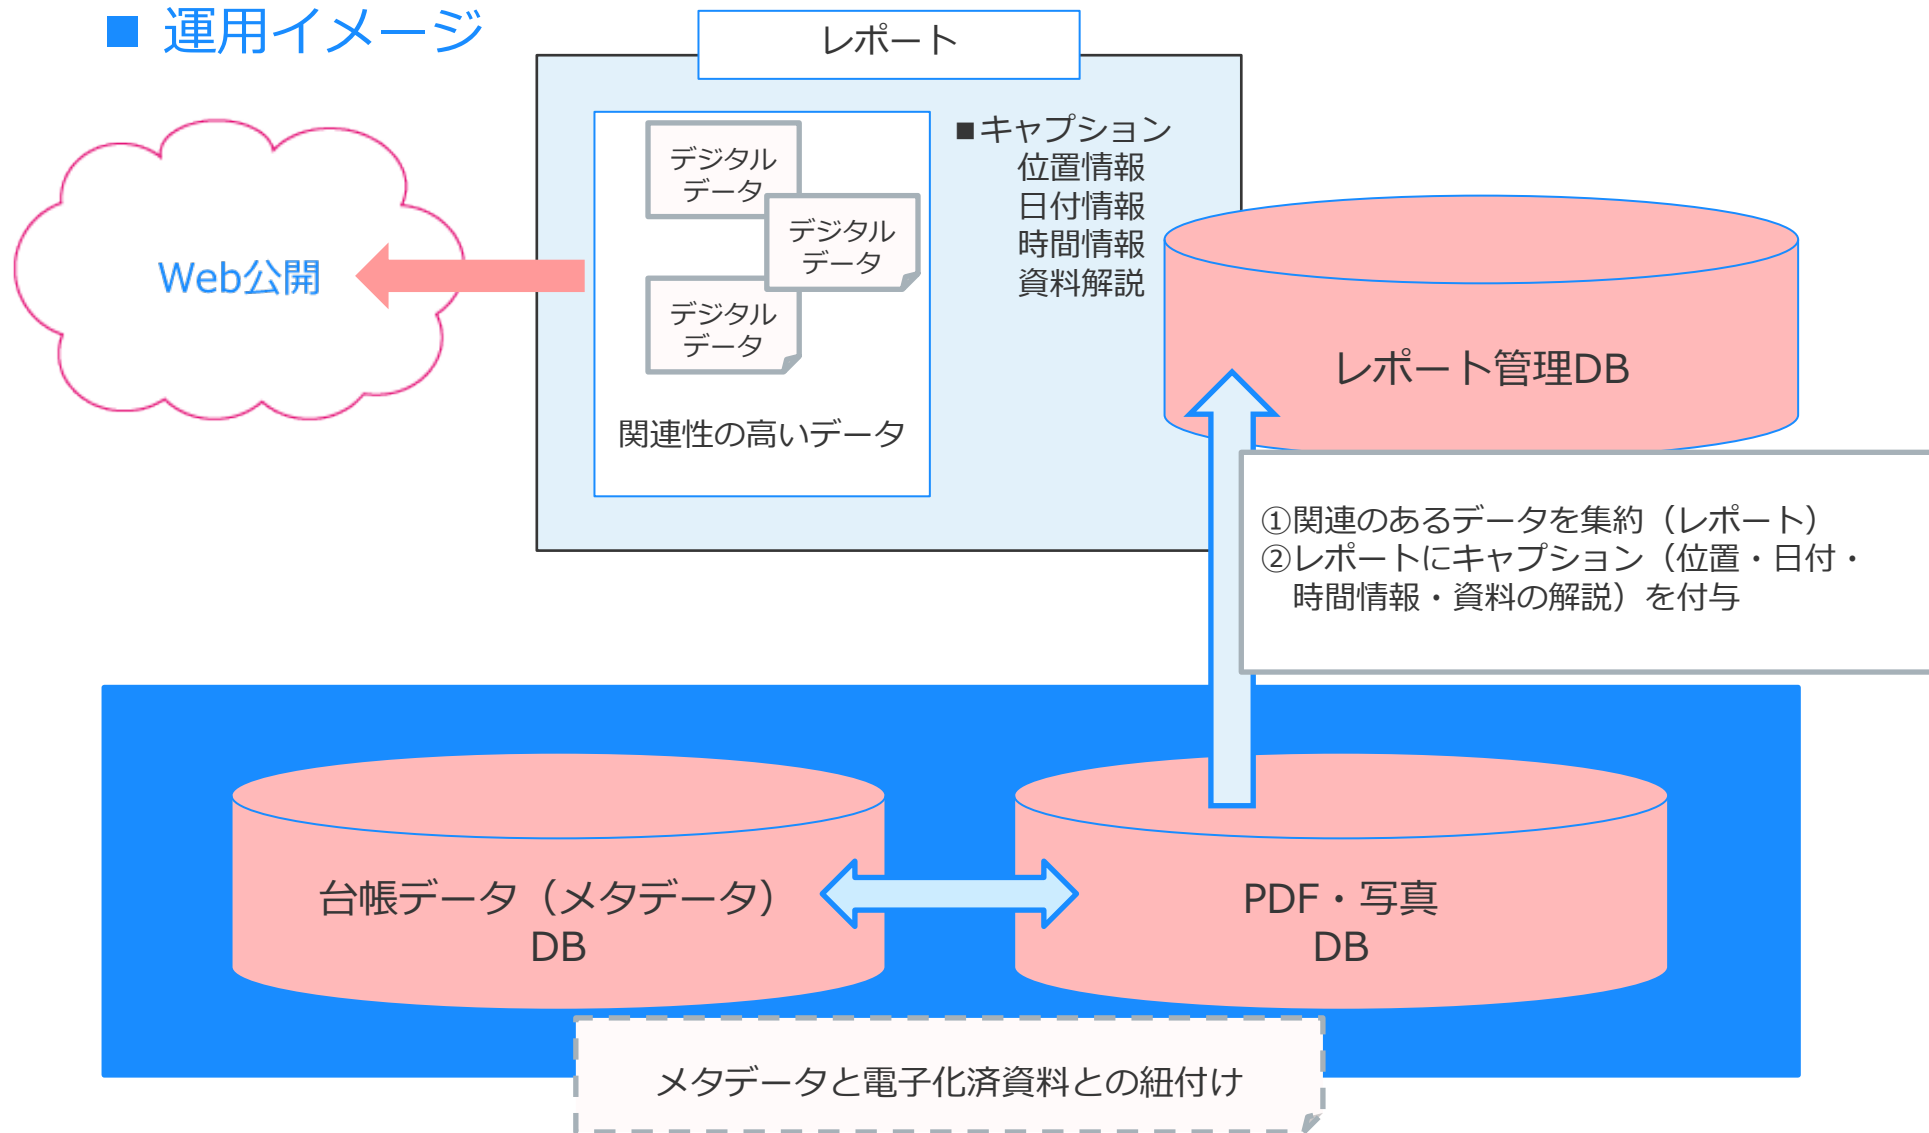 ■ 運用イメージ
レポート
デジタル
データ
デジタル
データ
デジタル
データ
関連性の高いデータ
■キャプション
位置情報
日付情報
時間情報
資料解説
Web公開
レポート管理DB
①関連のあるデータを集約（レポート）
②レポートにキャプション（位置・日付・
時間情報・資料の解説）を付与
台帳データ（メタデータ）
DB
PDF・写真
DB
メタデータと電子化済資料との紐付け